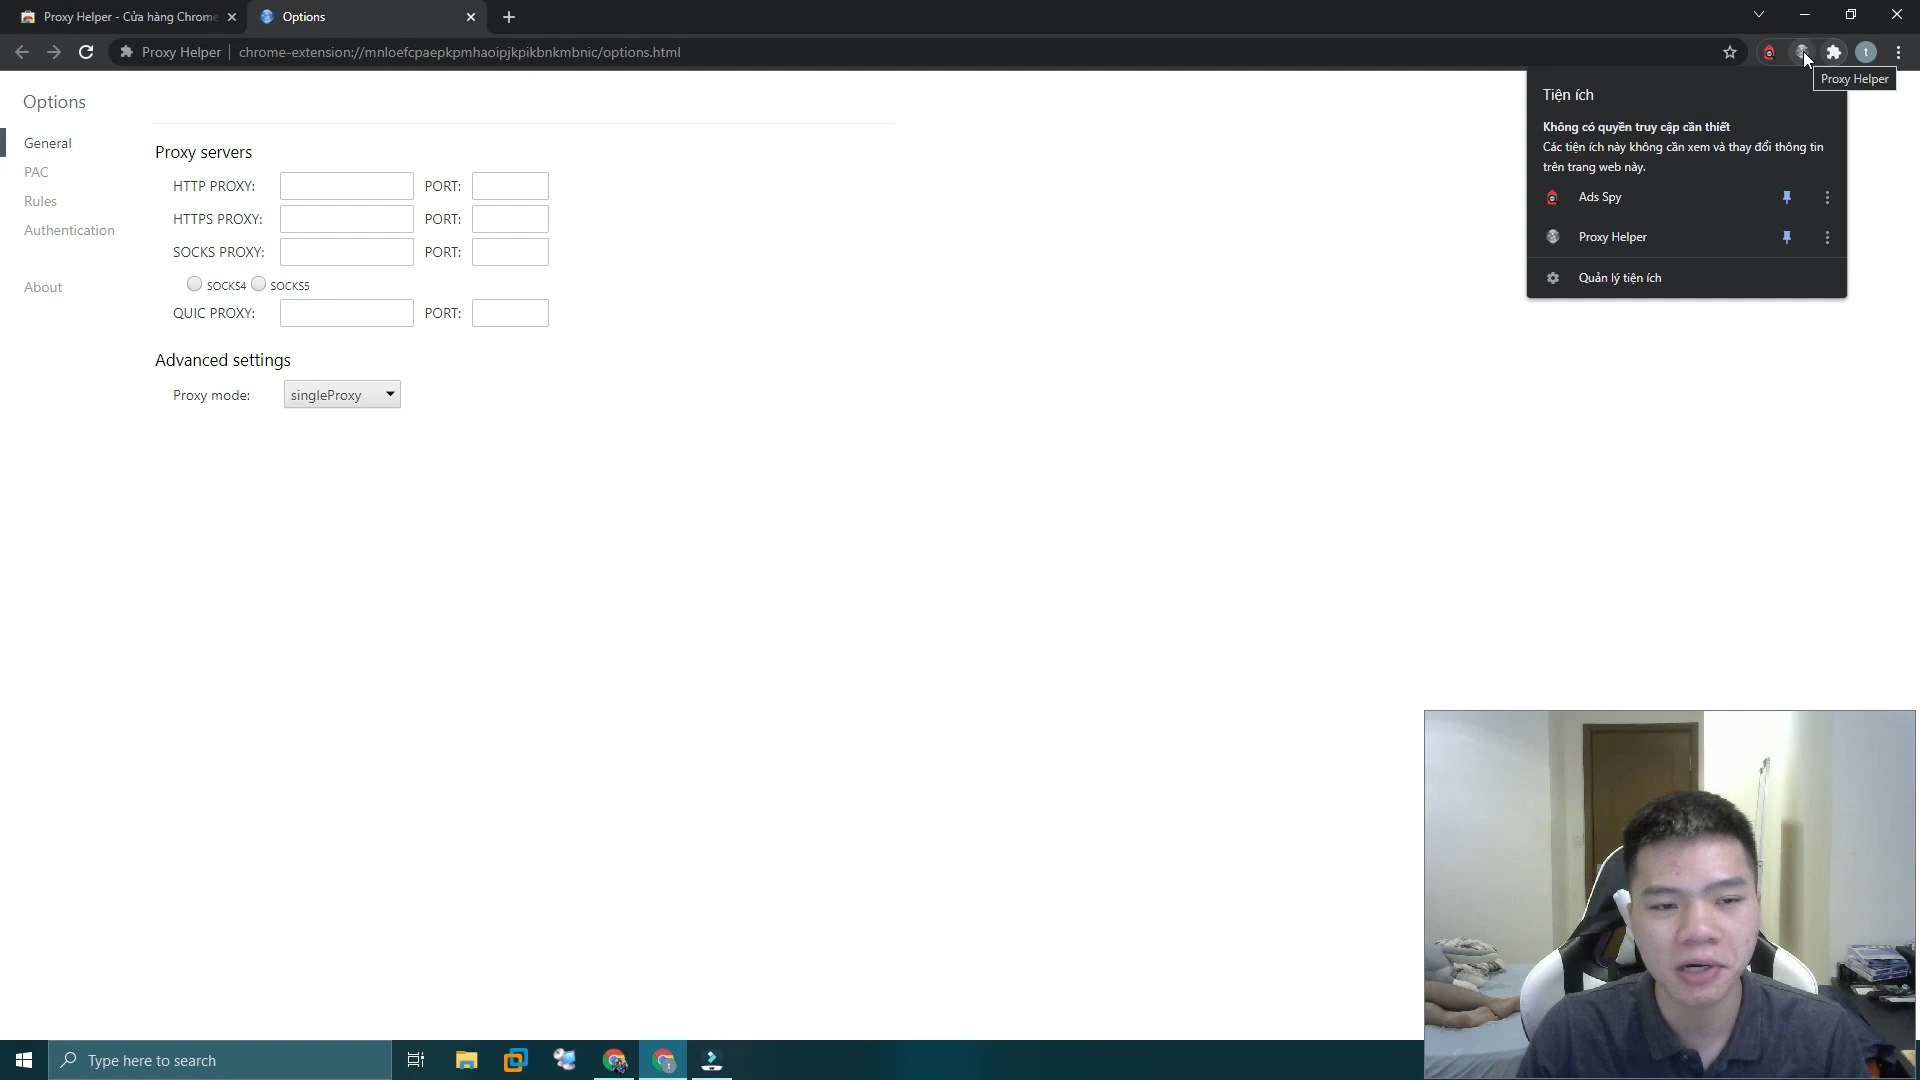 Proxy Helper - Cửa hàng Chrome
Options
Proxy Helper
chrome-extension://mnloefcpaepkpmhaoipjkpikbnkmbnic/options.html
t
Proxy Helper
Options
General
PAC
Rules
Authentication
About
Proxy servers
HTTP PROXY: PORT:
HTTPS PROXY: PORT:
SOCKS PROXY: PORT:
SOCKS4 SOCKS5
QUIC PROXY: PORT:
Advanced settings
Proxy mode: singleProxy
Tiện ích
Không có quyền truy cập cần thiết
Các tiện ích này không cần xem và thay đổi thông tin
trên trang web này.
Ads Spy
Proxy Helper
Quản lý tiện ích
Type here to search